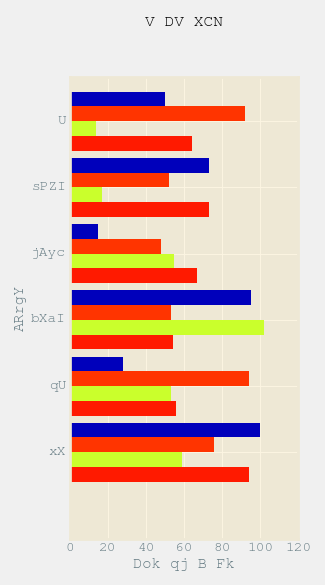 V DV XCN
U
sPZI
jAyc
bXaI
qU
xX
ARrgY
0 20 40 60 80 100 120
Dok qj B Fk